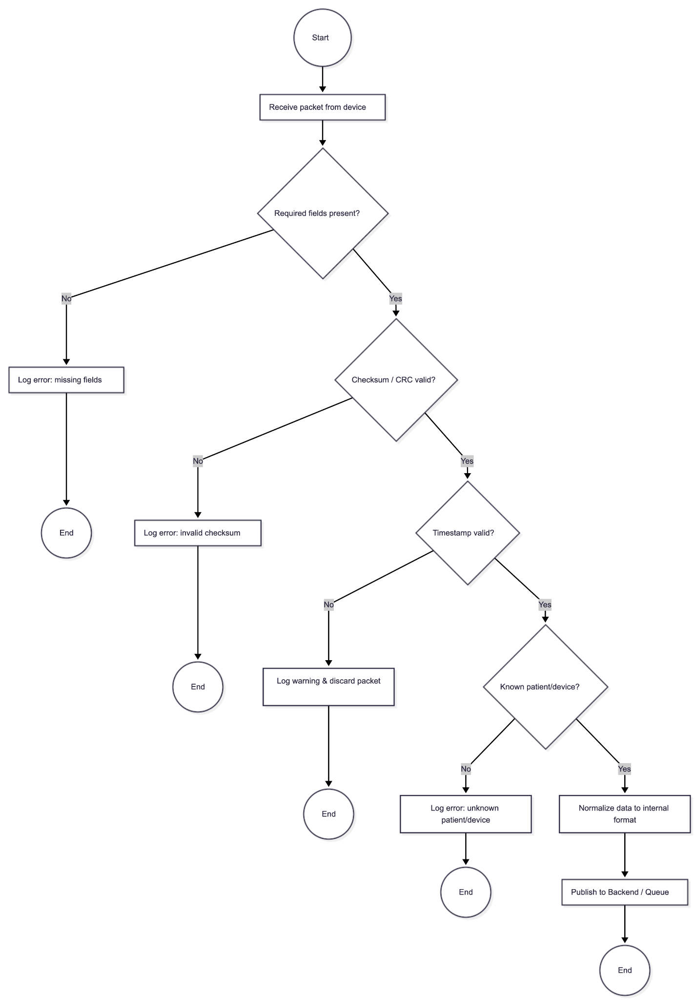 Start
Receive packet from device
Required fields present?
No
Yes
Log error: missing fields
Checksum / CRC valid?
No
Yes
End
Log error: invalid checksum
Timestamp valid?
No
Yes
End
Log warning & discard packet
Known patient/device?
No
Yes
End
Log error: unknown
patient/device
Normalize data to internal
format
End
Publish to Backend / Queue
End